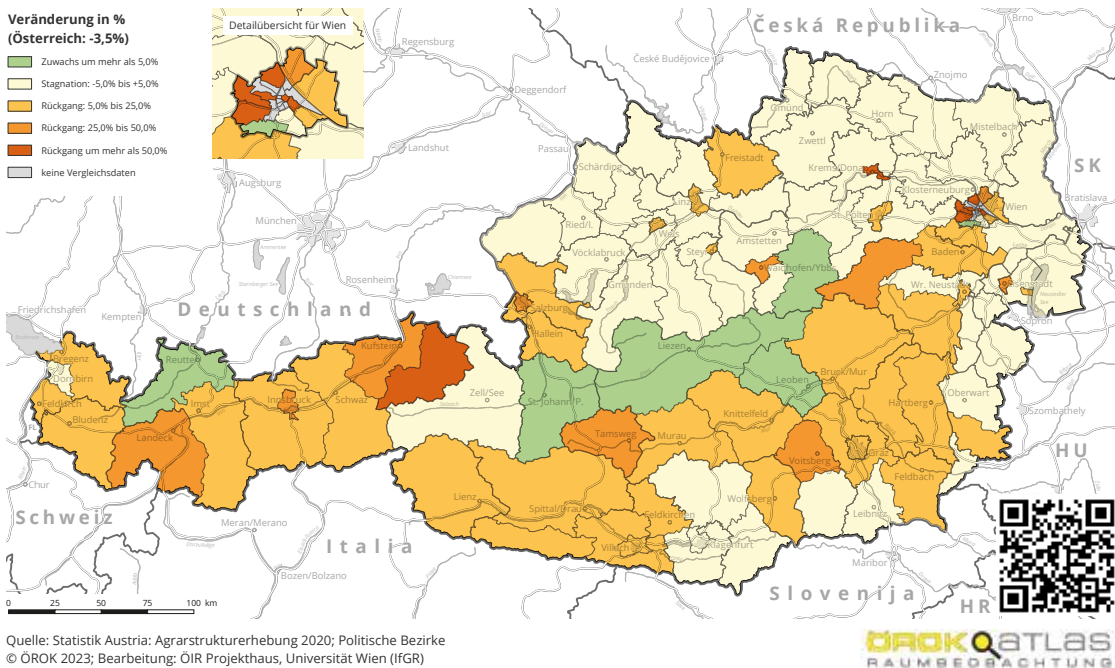 Veränderung in %
(Österreich: -3,5%)
Zuwachs um mehr als 5,0%
Stagnation: -5,0% bis +5,0%
Rückgang: 5,0% bis 25,0%
Rückgang: 25,0% bis 50,0%
Rückgang um mehr als 50,0%
keine Vergleichsdaten
Detailübersicht für Wien
Česká Republika
Brno
Regensburg
České Budějovice
Znojmo
Deggendorf
Gmünd
Horn
Mistelbach
Landshut
Passau
Zwettl
Freistadt
Krems/Donau
SK
Schärding
Augsburg
Klosterneuburg
Bratislava
Linz
Wien
München
Ried/I.
St. Pölten
Wels
Amstetten
Vöcklabruck
Steyr
Baden
Waidhofen/Ybbs
Rosenheim
Gmunden
Wr. Neustadt
Eisenstadt
Deutschland
Salzburg
Sopron
Friedrichshafen
Kempten
Hallein
Kufstein
Liezen
Bregenz
Reutte
Dornbirn
Bruck/Mur
Leoben
Zell/See
Oberwart
Feldkirch
Imst
Innsbruck
Schwaz
St. Johann/P.
Hartberg
Szombathely
Bludenz
Knittelfeld
FL
Landeck
Tamsweg
Murau
HU
Voitsberg
Graz
Feldbach
Chur
Lienz
Wolfsberg
Spittal/Drau
Feldkirchen
Leibnitz
Schweiz
Meran/Merano
Italia
Villach
Klagenfurt
Maribor
Bozen/Bolzano
Slovenija
HR
0 25 50 75 100 km
Quelle: Statistik Austria: Agrarstrukturerhebung 2020; Politische Bezirke
© ÖROK 2023; Bearbeitung: ÖIR Projekthaus, Universität Wien (IfGR)
ÖROK ATLAS
RAUMBEOBACHTUNG